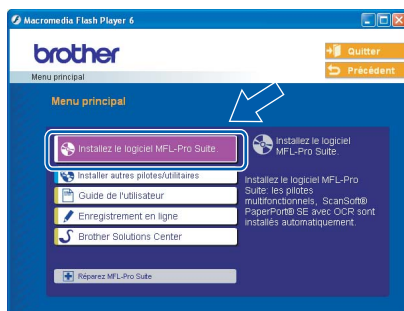 Macromedia Flash Player 6
brother
Quitter
Précédent
Menu principal
Menu principal
Installez le logiciel MFL-Pro Suite.
Installer autres pilotes/utilitaires
Guide de l'utilisateur
Enregistrement en ligne
Brother Solutions Center
Réparez MFL-Pro Suite
Installez le logiciel
MFL-Pro Suite.
Installez le logiciel MFL-Pro
Suite: les pilotes
multifonctionnels, ScanSoft®
PaperPort® SE avec OCR sont
installés automatiquement.